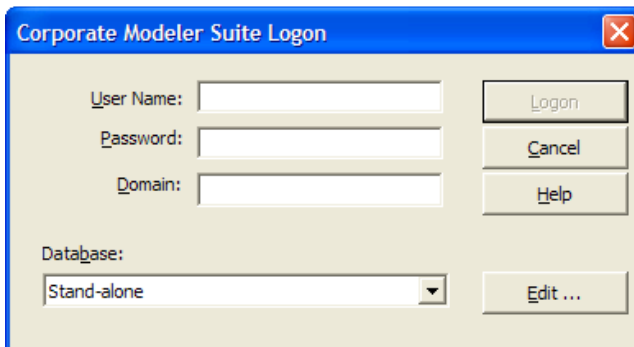 Corporate Modeler Suite Logon
User Name:
Logon
Password:
Cancel
Domain:
Help
Database:
Stand-alone
Edit ...